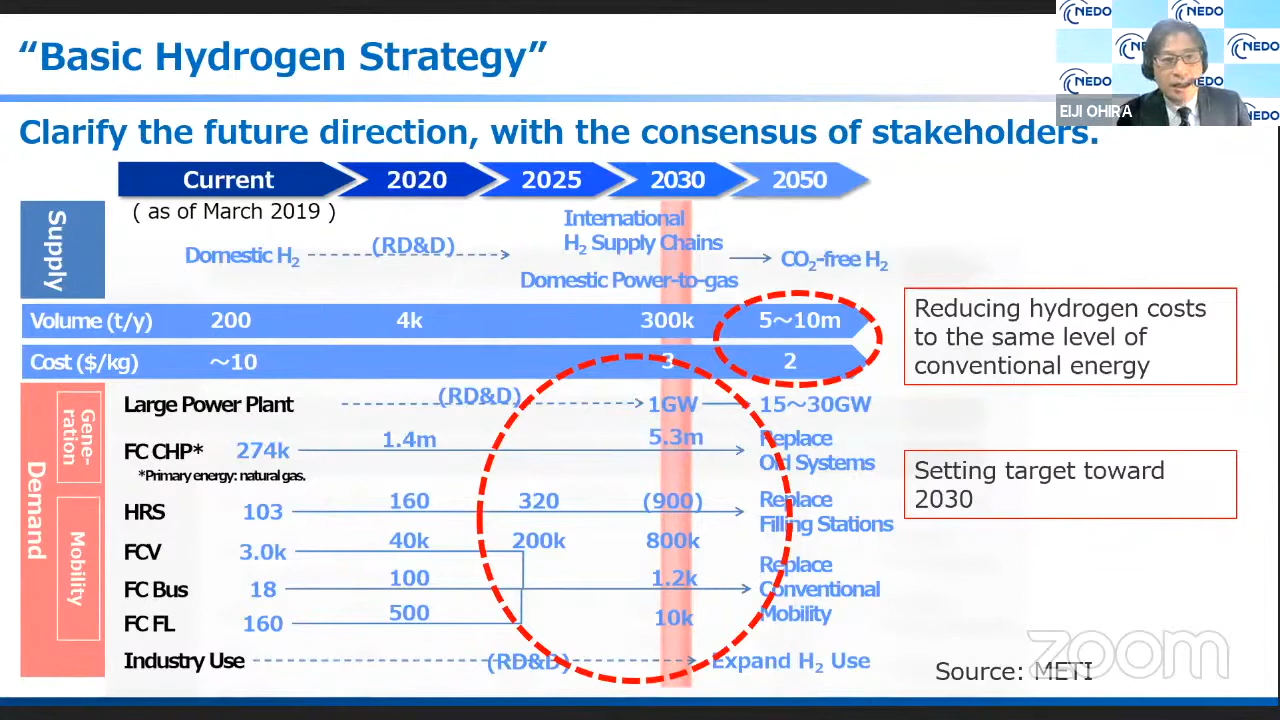 “Basic Hydrogen Strategy”
NEDO
NEDO
NEDO
NEDO
NEDO
NEDO
EIJI OHIRA
Clarify the future direction, with the consensus of stakeholders.
Current 2020 2025 2030 2050
( as of March 2019 )
Supply
Domestic H₂ (RD&D)
International
H₂ Supply Chains
Domestic Power-to-gas
CO₂-free H₂
Volume (t/y) 200 4k 300k 5～10m
Cost ($/kg) ～10 3 2
Reducing hydrogen costs
to the same level of
conventional energy
Demand
Gene-
ration
Large Power Plant (RD&D) 1GW 15～30GW
FC CHP* 274k 1.4m 5.3m Replace
Old Systems
*Primary energy: natural gas.
Setting target toward
2030
Mobility
HRS 103 160 320 (900) Replace
Filling Stations
FCV 3.0k 40k 200k 800k
FC Bus 18 100 1.2k
FC FL 160 500 10k
Replace
Conventional
Mobility
Industry Use (RD&D) Expand H₂ Use
Source: METI
zoom